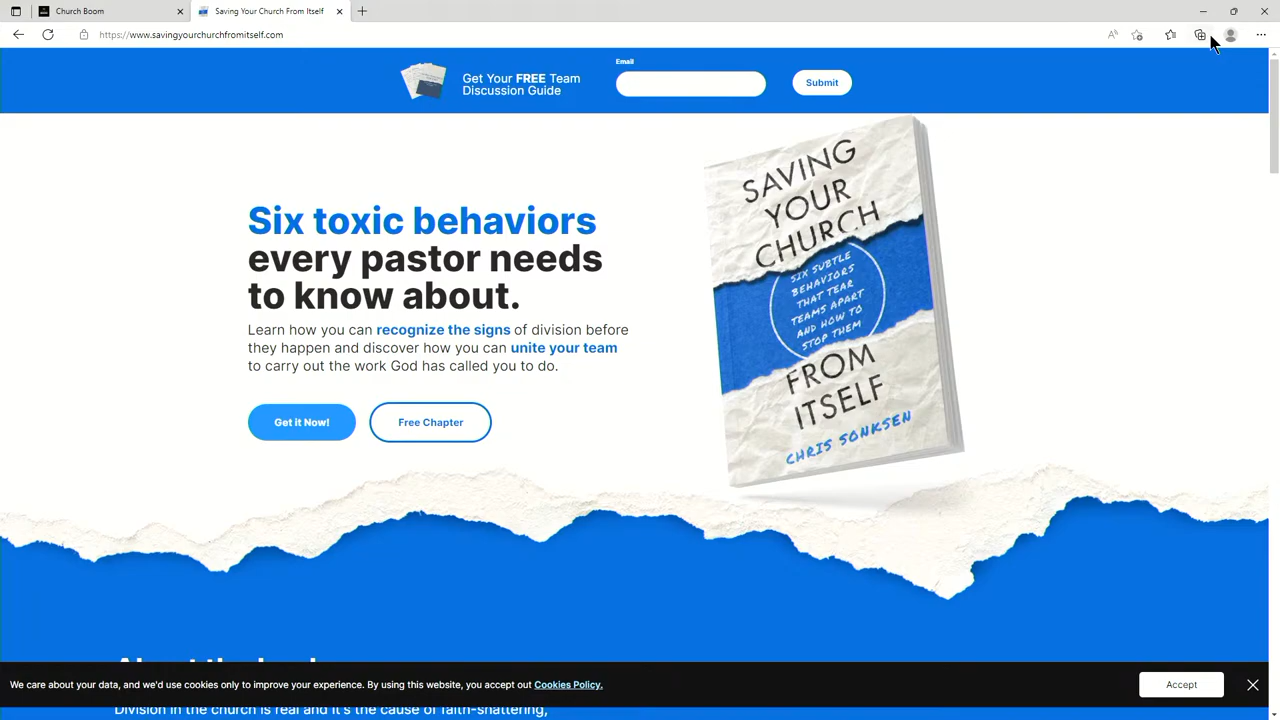 Church Boom
Saving Your Church From Itself
https://www.savingyourchurchfromitself.com
Get Your FREE Team
Discussion Guide
Email
Submit
Six toxic behaviors
every pastor needs
to know about.
Learn how you can recognize the signs of division before
they happen and discover how you can unite your team
to carry out the work God has called you to do.
Get it Now!
Free Chapter
SAVING
YOUR
CHURCH
SIX SUBTLE
BEHAVIORS
THAT TEAR
TEAMS APART
AND HOW TO
STOP THEM
FROM
ITSELF
CHRIS SONKSEN
We care about your data, and we'd use cookies only to improve your experience. By using this website, you accept out Cookies Policy.
Accept
Division in the church is real and it's the cause of faith-shattering,